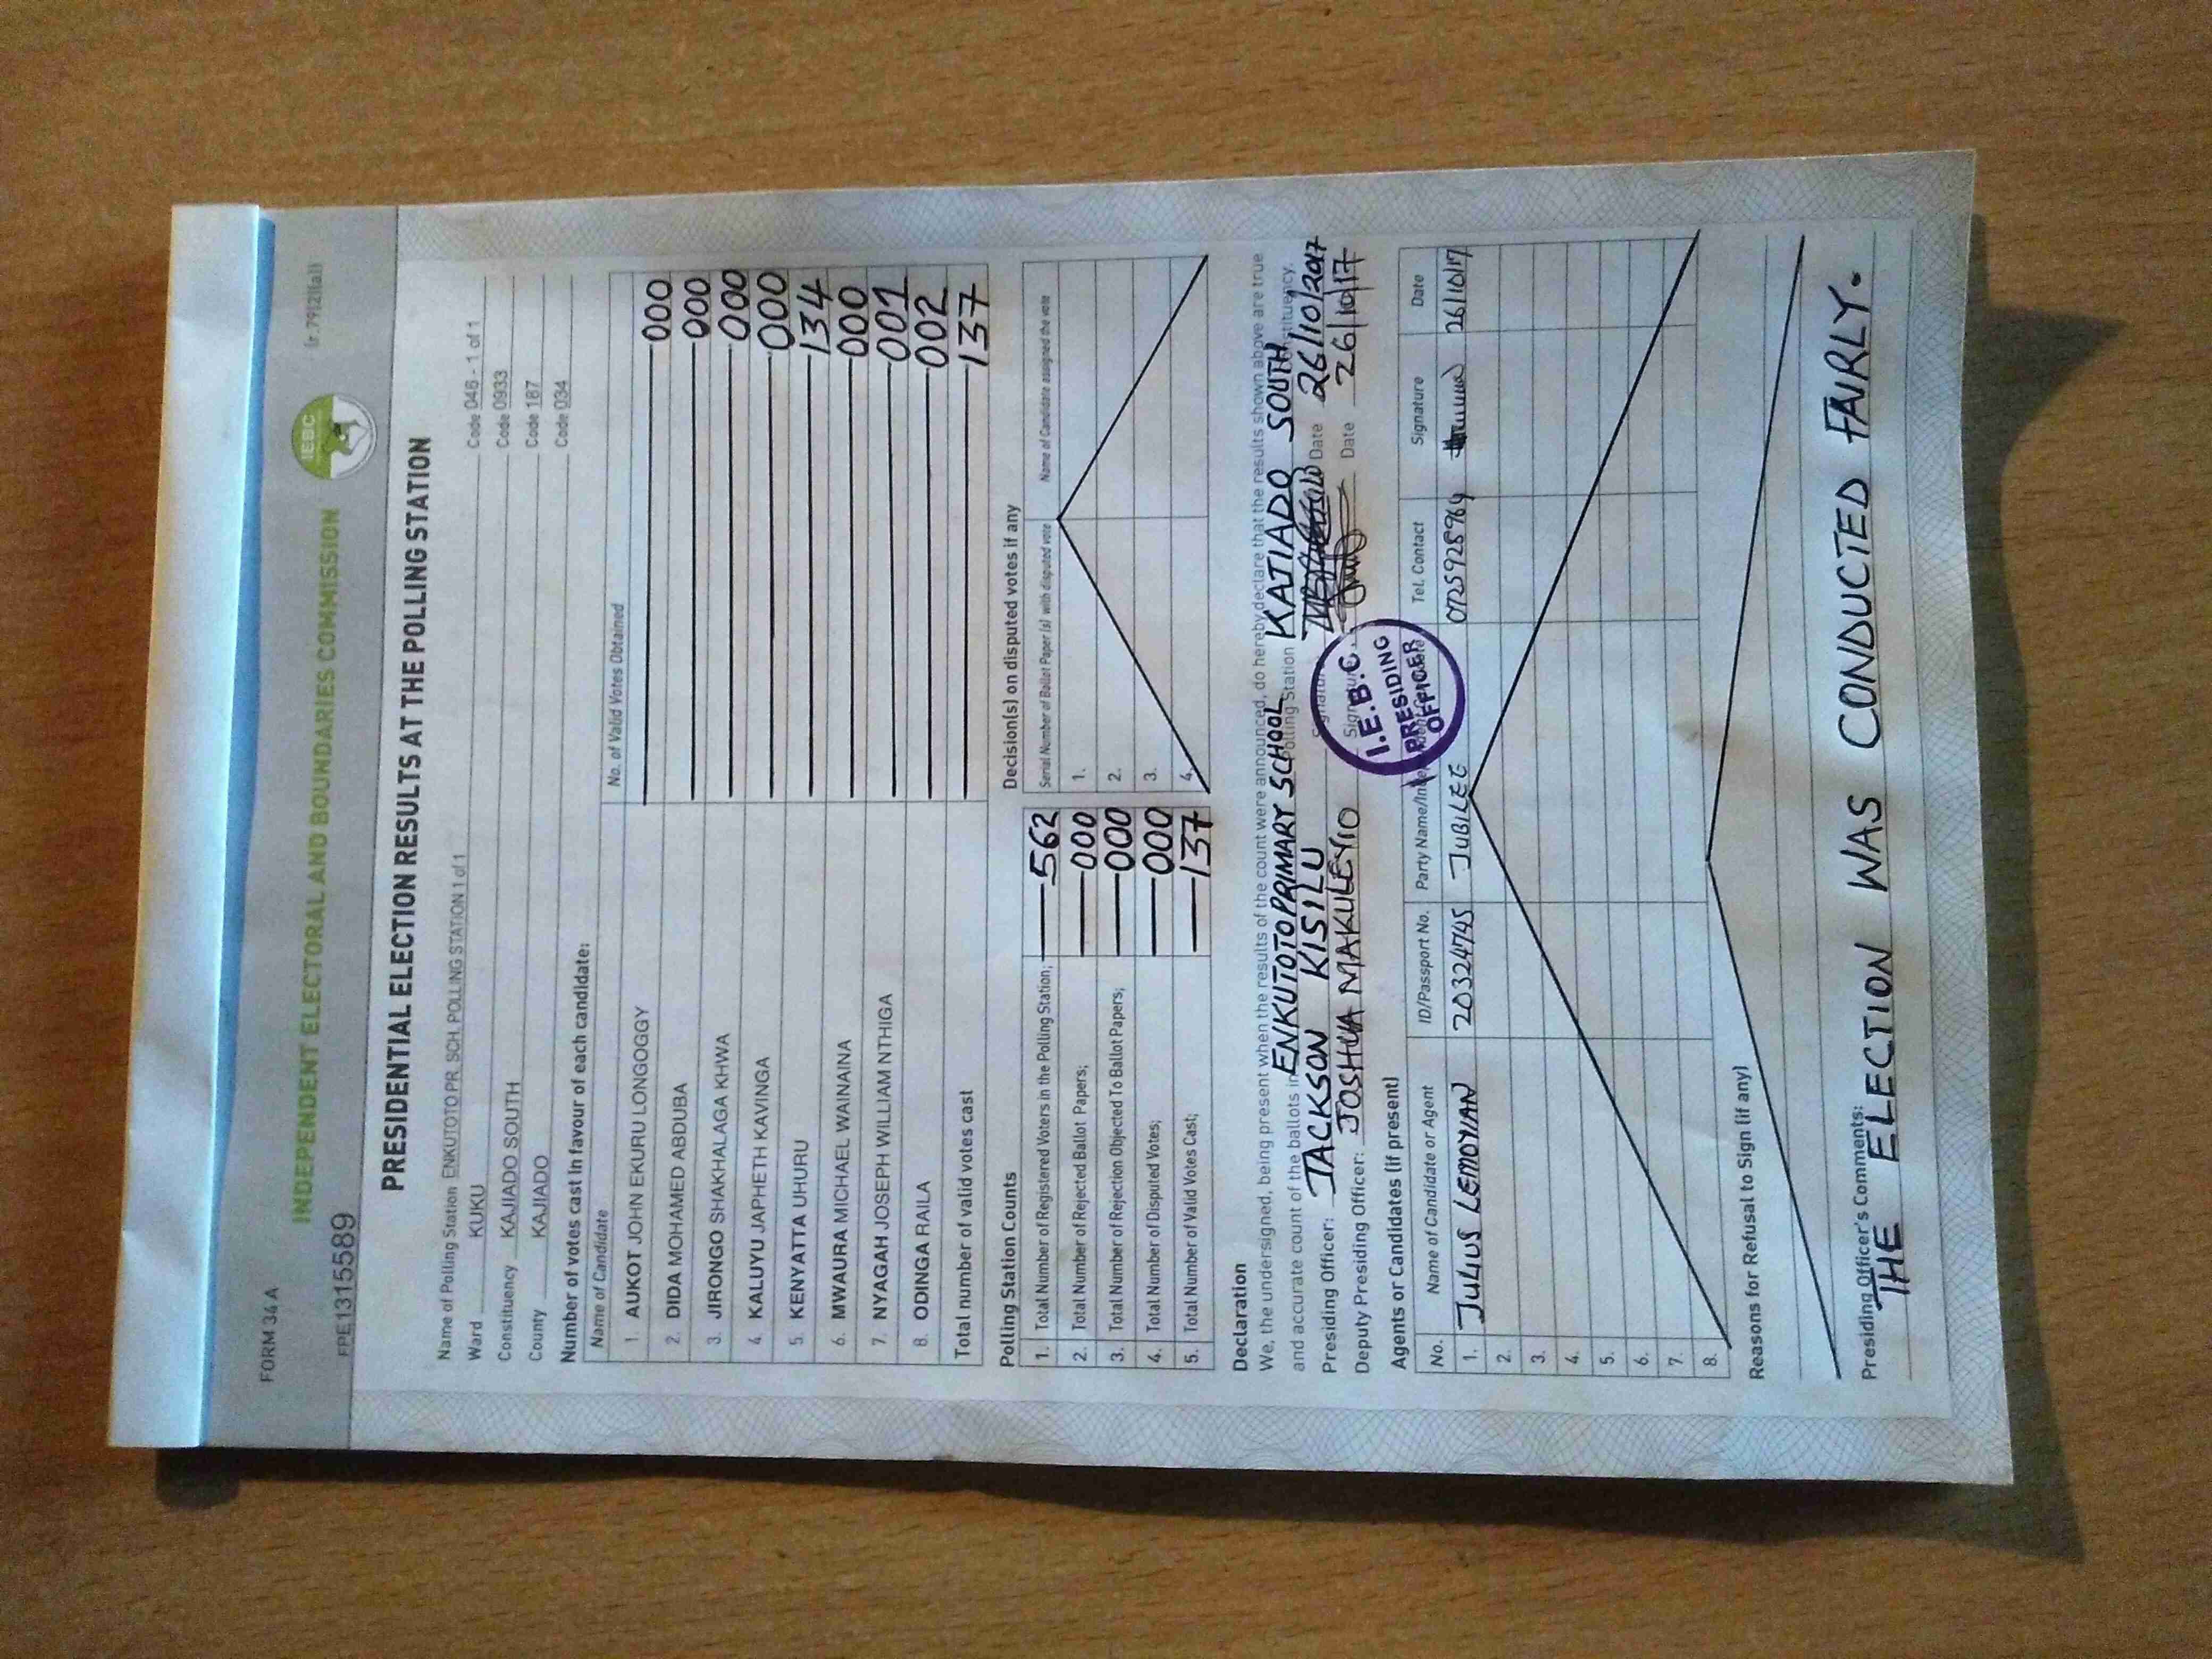 FORM 34 A
(r.79(2)(a))
INDEPENDENT ELECTORAL AND BOUNDARIES COMMISSION
IEBC
FPE1315589
PRESIDENTIAL ELECTION RESULTS AT THE POLLING STATION
Name of Polling Station ENKUTOTO PR. SCH. POLLING STATION 1 of 1 Code 046 - 1 of 1
Ward KUKU Code 0933
Constituency KAJIADO SOUTH Code 187
County KAJIADO Code 034
Number of votes cast in favour of each candidate:
Name of Candidate No. of Valid Votes Obtained
1. AUKOT JOHN EKURU LONGOGGY 000
2. DIDA MOHAMED ABDUBA 000
3. JIRONGO SHAKHALAGA KHWA 000
4. KALUYU JAPHETH KAVINGA 000
5. KENYATTA UHURU 134
6. MWAURA MICHAEL WAINAINA 000
7. NYAGAH JOSEPH WILLIAM NTHIGA 001
8. ODINGA RAILA 002
Total number of valid votes cast 137
Polling Station Counts
1. Total Number of Registered Voters in the Polling Station; 562
2. Total Number of Rejected Ballot Papers; 000
3. Total Number of Rejection Objected To Ballot Papers; 000
4. Total Number of Disputed Votes; 000
5. Total Number of Valid Votes Cast; 137
Decision(s) on disputed votes if any
Serial Number of Ballot Paper (s) with disputed vote Name of Candidate assigned the vote
1.
2.
3.
4.
Declaration
We, the undersigned, being present when the results of the count were announced, do hereby declare that the results shown above are true
and accurate count of the ballots in ENKUTOTO PRIMARY SCHOOL Polling Station KATIADO SOUTH Constituency.
Presiding Officer: JACKSON KISILU Signature Date 26/10/2017
Deputy Presiding Officer: JOSHUA MAKULEYIO Signature Date 26/10/17
I.E.B.C.
PRESIDING
OFFICER
Agents or Candidates (if present)
No. Name of Candidate or Agent ID/Passport No. Party Name/ Tel. Contact Signature Date
1. JULIUS LEMOYIAN 20324745 JUBILEE 0725928964 26/10/17
2.
3.
4.
5.
6.
7.
8.
Reasons for Refusal to Sign (if any)
Presiding Officer's Comments:
THE ELECTION WAS CONDUCTED FAIRLY.